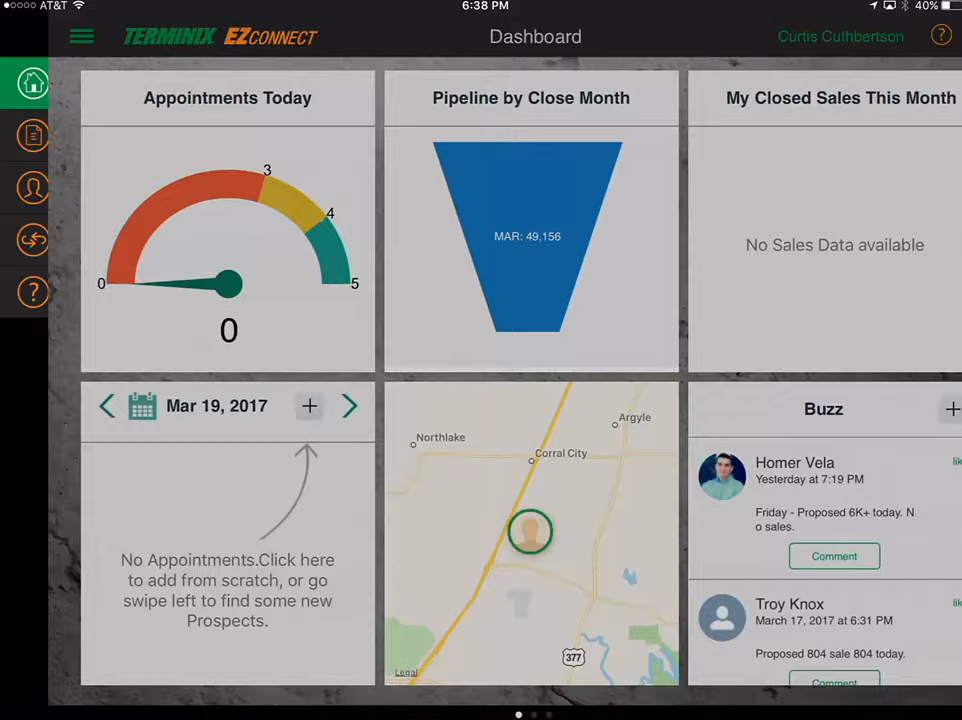 AT&T
6:38 PM
40%
TERMINIX EZCONNECT
Dashboard
Curtis Cuthbertson
?
Appointments Today
3
4
0
5
0
Pipeline by Close Month
MAR: 49,156
My Closed Sales This Month
No Sales Data available
?
Mar 19, 2017
+
No Appointments.Click here
to add from scratch, or go
swipe left to find some new
Prospects.
Argyle
Northlake
Corral City
377
Legal
Buzz
+
Homer Vela
lik
Yesterday at 7:19 PM
Friday - Proposed 6K+ today. N
o sales.
Comment
Troy Knox
lik
March 17, 2017 at 6:31 PM
Proposed 804 sale 804 today.
Comment